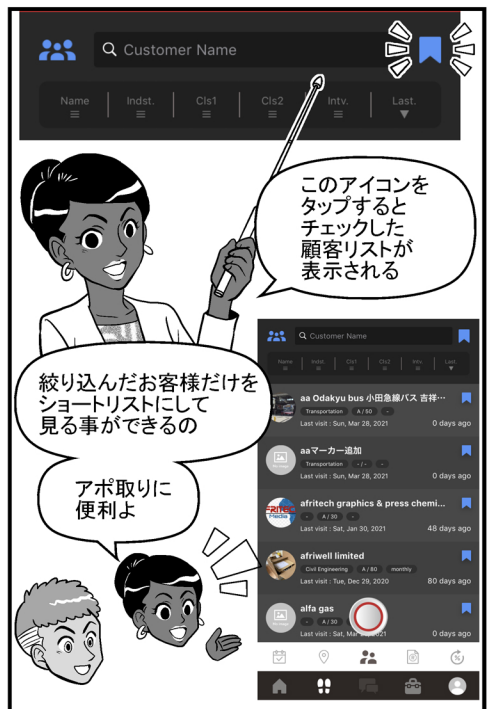 Customer Name
Name
Indst.
Cls1
Cls2
Intv.
Last.
このアイコンを
タップすると
チェックした
顧客リストが
表示される
絞り込んだお客様だけを
ショートリストにして
見る事ができるの
アポ取りに
便利よ
Customer Name
Name
Indst.
Cls1
Cls2
Intv.
Last.
aa Odakyu bus 小田急線バス 吉祥…
Transportation A / 50 -
Last visit : Sun, Mar 28, 2021 0 days ago
aaマーカー追加
Transportation - / - -
Last visit : Sun, Mar 28, 2021 0 days ago
afritech graphics & press chemi...
- A / 30 -
Last visit : Sat, Jan 30, 2021 48 days ago
afriwell limited
Civil Engineering A / 80 monthly
Last visit : Tue, Dec 29, 2020 80 days ago
alfa gas
- A / 30
Last visit : Sat, Mar 2021 0 days ago